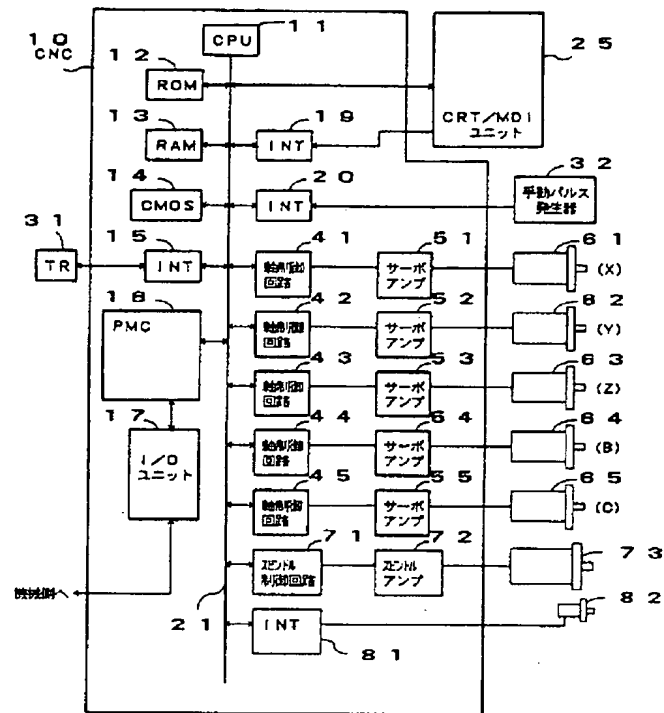 1 1
CPU
1 0
CNC
1 2
ROM
2 5
CRT/MDI
ユニット
1 3
RAM
1 9
INT
1 4
CMOS
2 0
INT
3 2
手動パルス
発生器
3 1
TR
1 5
INT
4 1
軸制御
回路
5 1
サーボ
アンプ
6 1
(X)
1 8
PMC
4 2
軸制御
回路
5 2
サーボ
アンプ
8 2
(Y)
4 3
軸制御
回路
5 3
サーボ
アンプ
6 3
(Z)
1 7
I/O
ユニット
4 4
軸制御
回路
5 4
サーボ
アンプ
6 4
(B)
4 5
軸制御
回路
5 5
サーボ
アンプ
6 5
(C)
7 1
スピンドル
制御回路
7 2
スピンドル
アンプ
7 3
機械側へ
2 1
INT
8 1
8 2